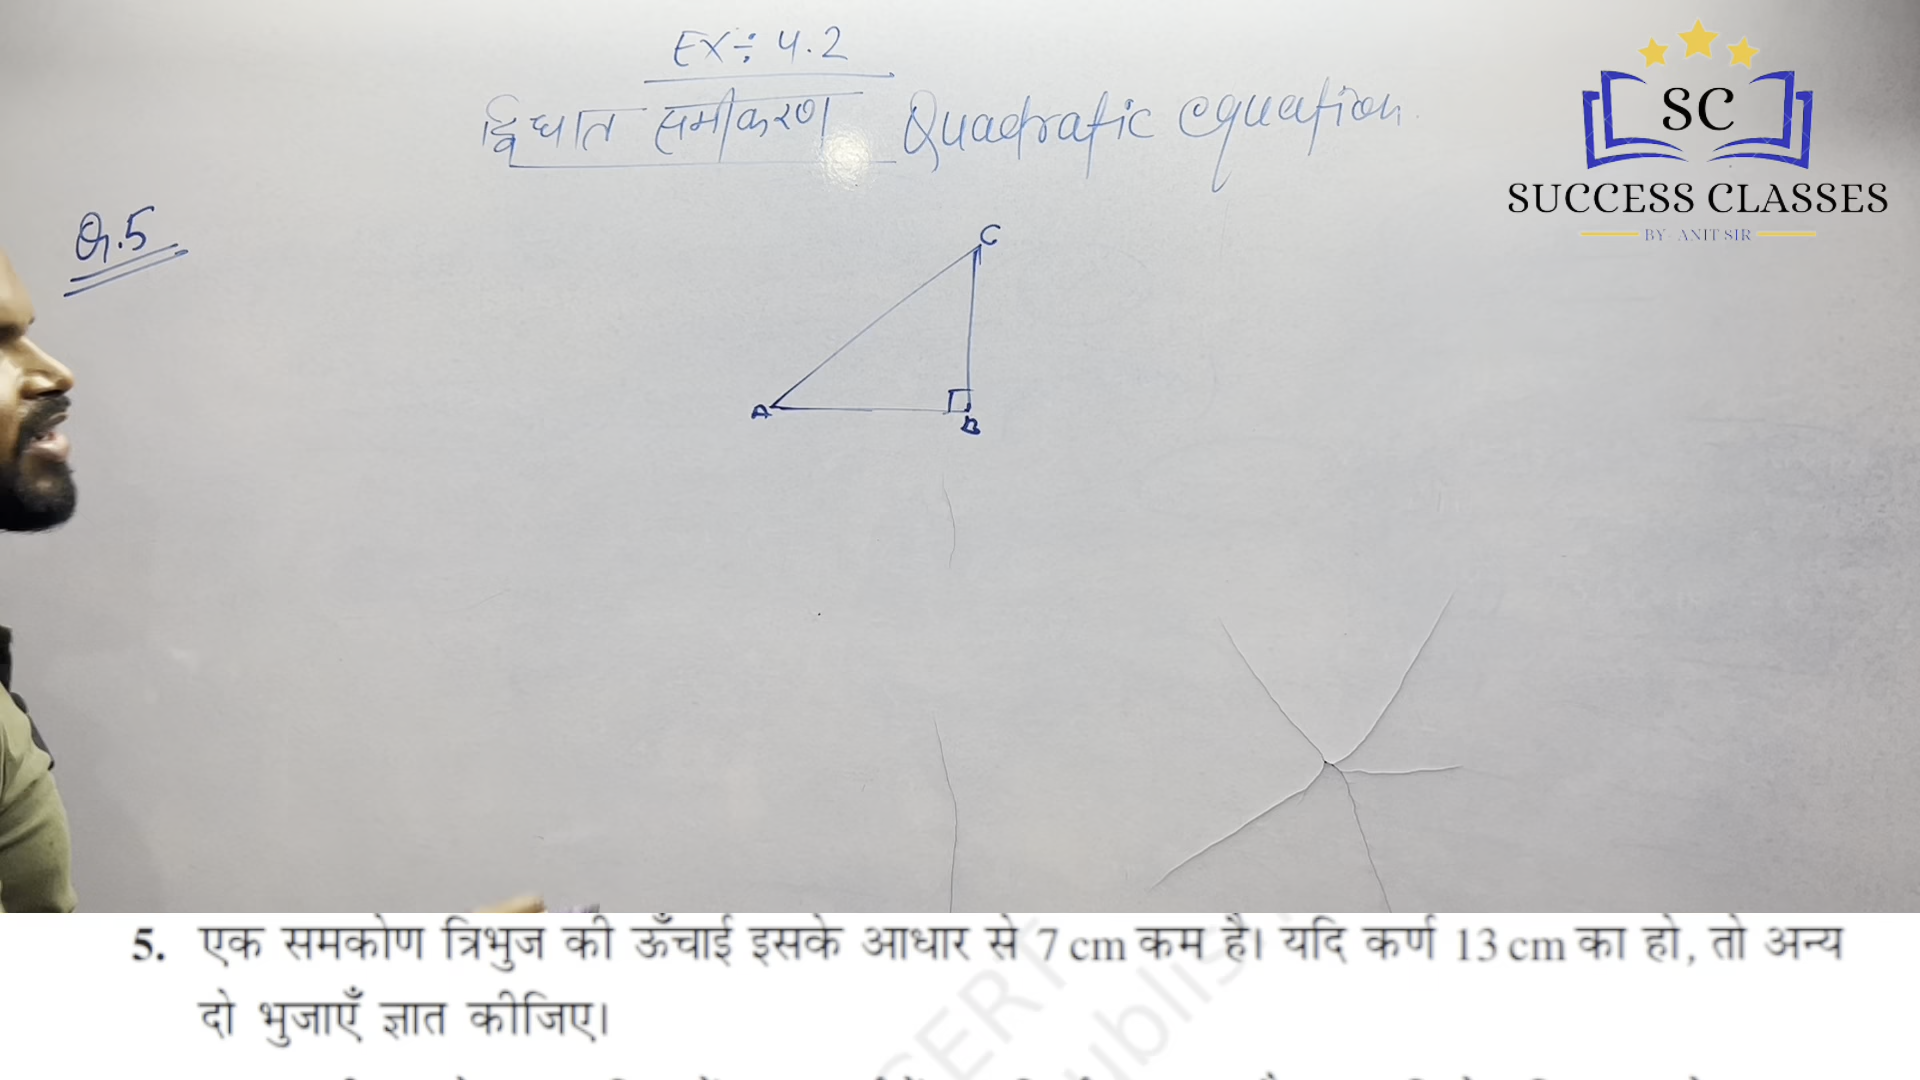 Ex÷ 4.2
द्विघात समीकरण Quadratic equation.
SC
SUCCESS CLASSES
BY ANIT SIR
Q.5
C
A
B
5. एक समकोण त्रिभुज की ऊँचाई इसके आधार से 7 cm कम है। यदि कर्ण 13 cm का हो, तो अन्य
दो भुजाएँ ज्ञात कीजिए।